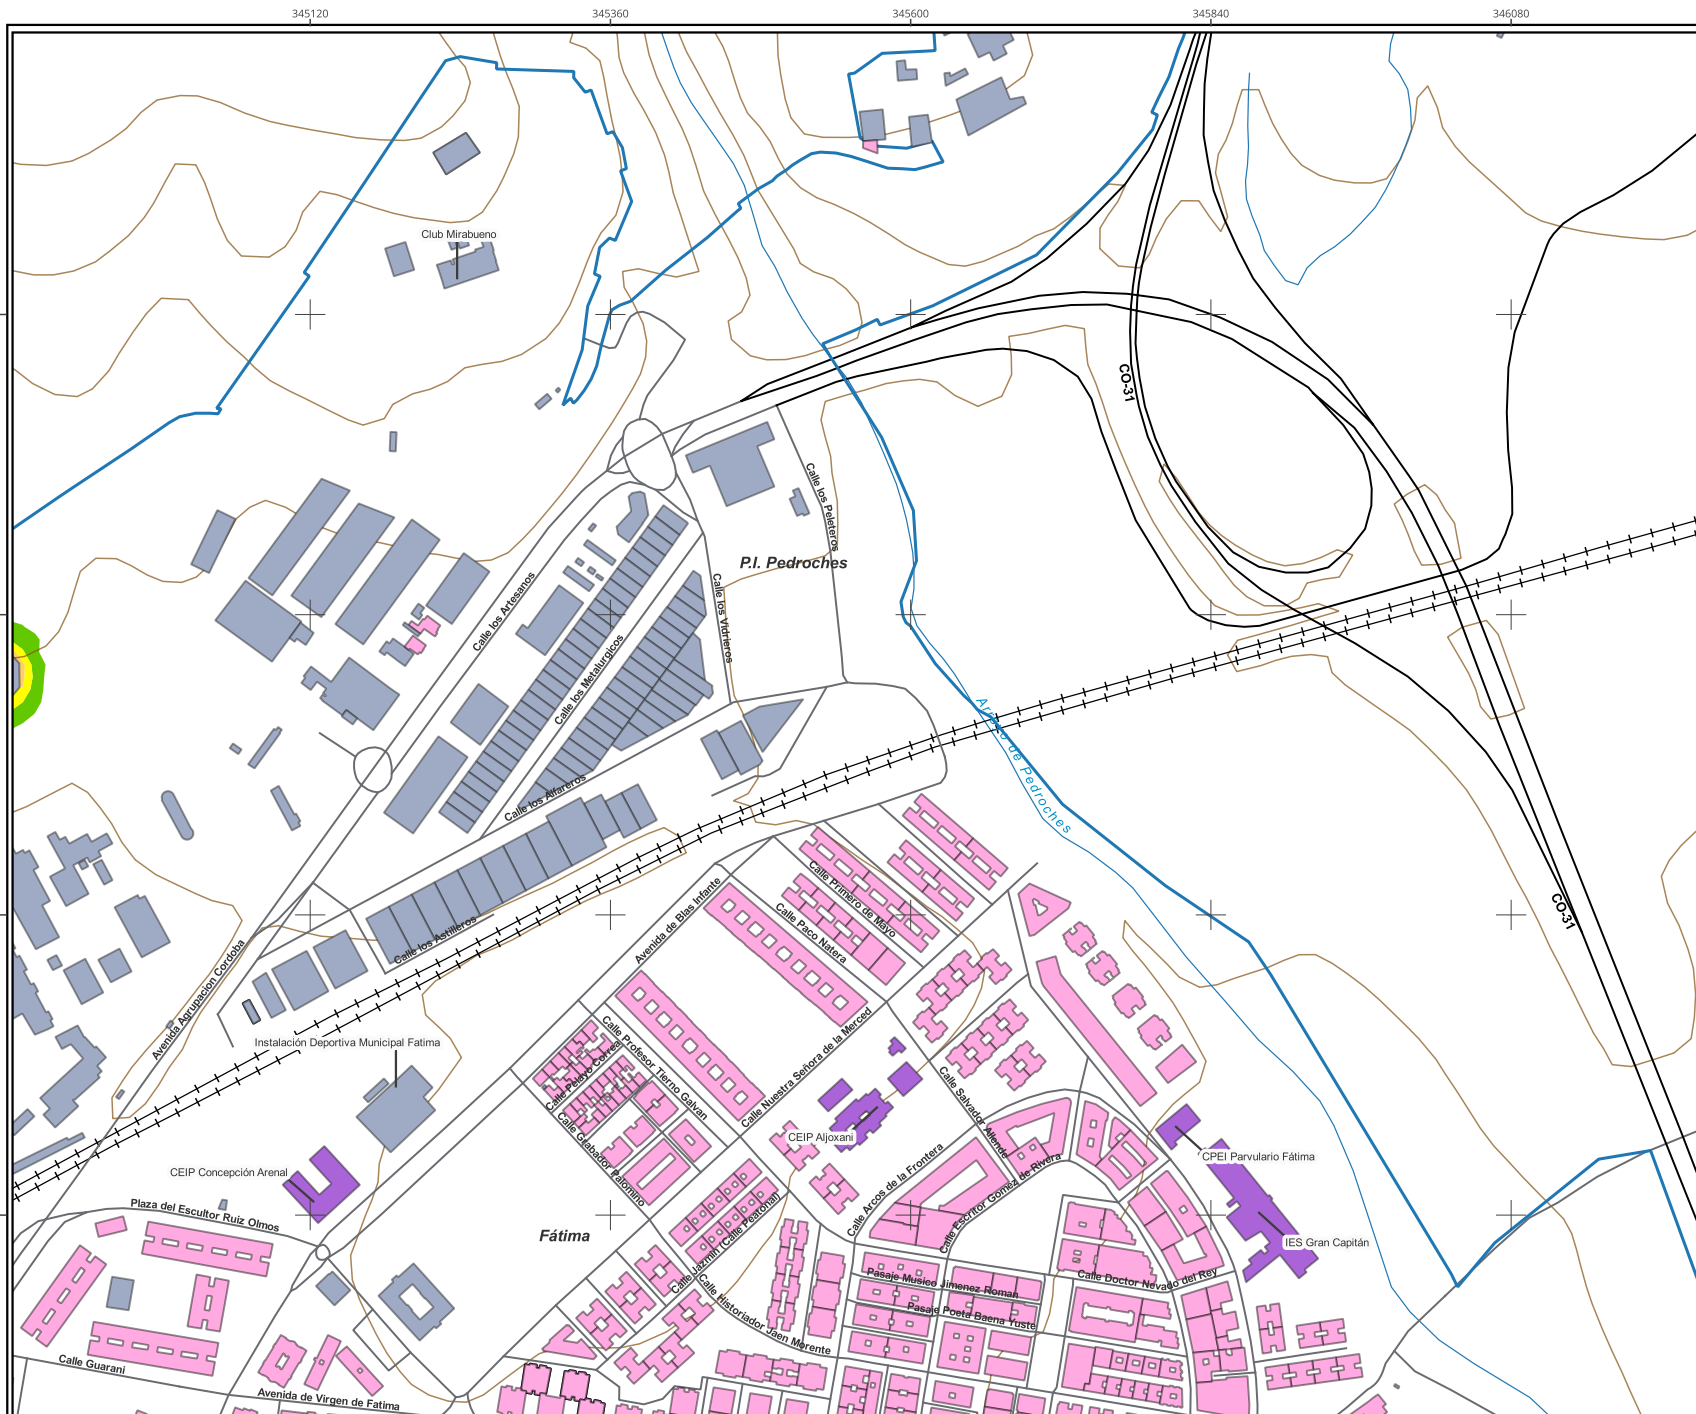 345120
345360
345600
345840
346080
Club Mirabueno
CO-31
Calle los Peleteros
P.I. Pedroches
Calle los Artesanos
Calle los Vidrieros
Calle los Metalurgicos
Arroyo de Pedroches
Calle los Alfareros
Calle Primero de Mayo
Avenida de Blas Infante
Calle Paco Natera
CO-31
Calle los Astilleros
Avenida Agrupacion Cordoba
Instalación Deportiva Municipal Fatima
Calle Profesor Tierno Galvan
Calle Nuestra Señora de la Merced
Calle Pelayo Correa
Calle Salvador Allende
Calle Grabador Palomino
CEIP Aljoxani
CPEI Parvulario Fátima
CEIP Concepción Arenal
Calle Arcos de la Frontera
Calle Escritor Gomez de Rivera
Plaza del Escultor Ruiz Olmos
Fátima
Calle Jazmin (Calle Peatonal)
IES Gran Capitán
Pasaje Musico Jimenez Roman
Calle Doctor Nevado del Rey
Calle Historiador Jaen Morente
Pasaje Poeta Baena Yuste
Calle Guarani
Avenida de Virgen de Fatima